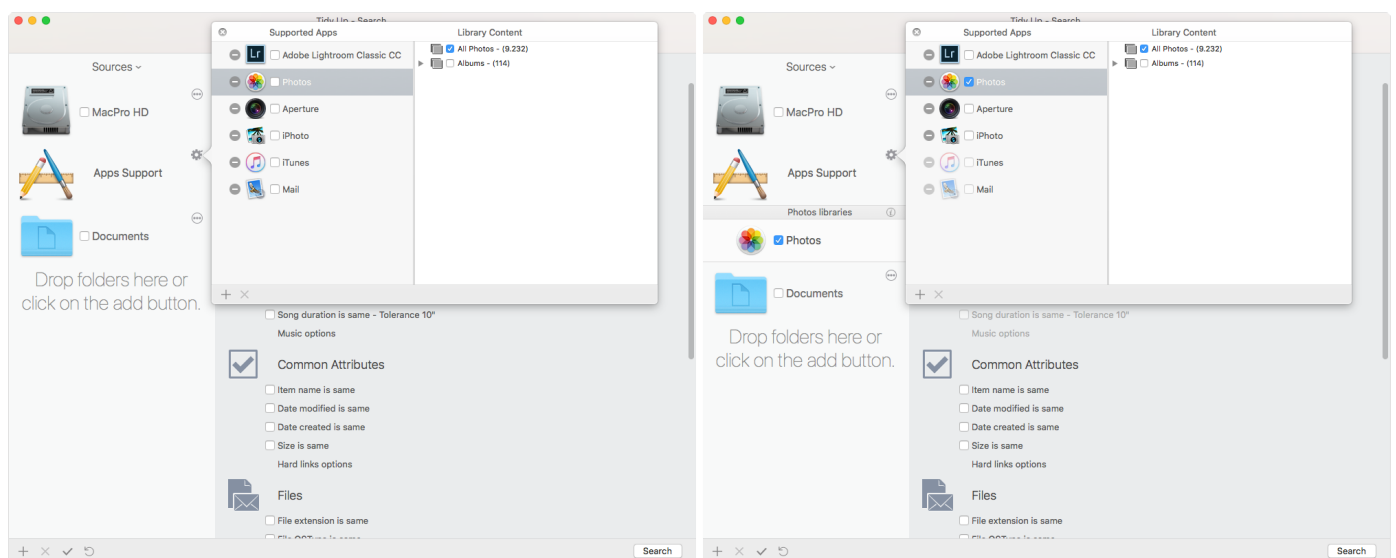 Tidy Up - Search
Supported Apps
Library Content
Sources
Lr
Adobe Lightroom Classic CC
Photos
Aperture
iPhoto
iTunes
Mail
All Photos - (9.232)
Albums - (114)
MacPro HD
Apps Support
Documents
Drop folders here or
click on the add button.
Song duration is same - Tolerance 10"
Music options
Common Attributes
Item name is same
Date modified is same
Date created is same
Size is same
Hard links options
Files
File extension is same
Search
Tidy Up - Search
Supported Apps
Library Content
Sources
Lr
Adobe Lightroom Classic CC
Photos
Aperture
iPhoto
iTunes
Mail
All Photos - (9.232)
Albums - (114)
MacPro HD
Apps Support
Photos libraries
Photos
Documents
Drop folders here or
click on the add button.
Song duration is same - Tolerance 10"
Music options
Common Attributes
Item name is same
Date modified is same
Date created is same
Size is same
Hard links options
Files
File extension is same
Search